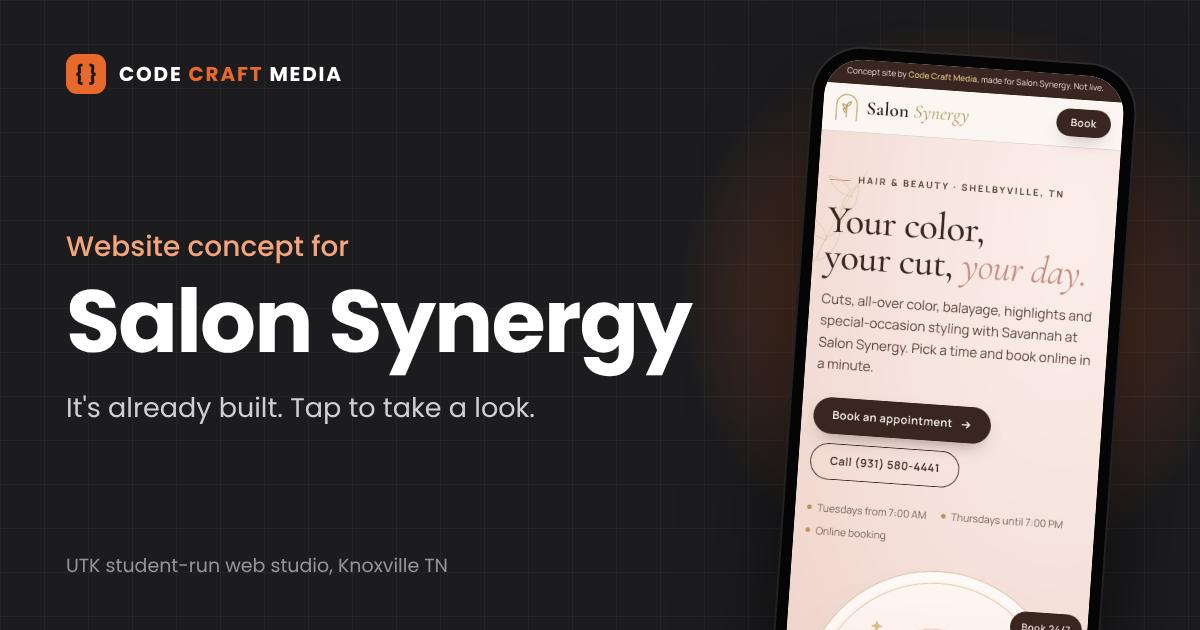 { } CODE CRAFT MEDIA
Website concept for
Salon Synergy
It's already built. Tap to take a look.
UTK student-run web studio, Knoxville TN
Concept site by Code Craft Media, made for Salon Synergy. Not live.
Salon Synergy
Book
HAIR & BEAUTY · SHELBYVILLE, TN
Your color,
your cut, your day.
Cuts, all-over color, balayage, highlights and
special-occasion styling with Savannah at
Salon Synergy. Pick a time and book online in
a minute.
Book an appointment →
Call (931) 580-4441
Tuesdays from 7:00 AM
Thursdays until 7:00 PM
Online booking
Book 24/7